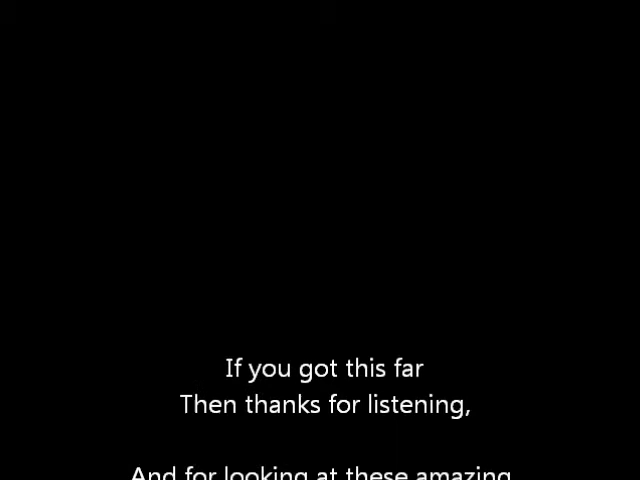 If you got this far
Then thanks for listening,
And for looking at these amazing